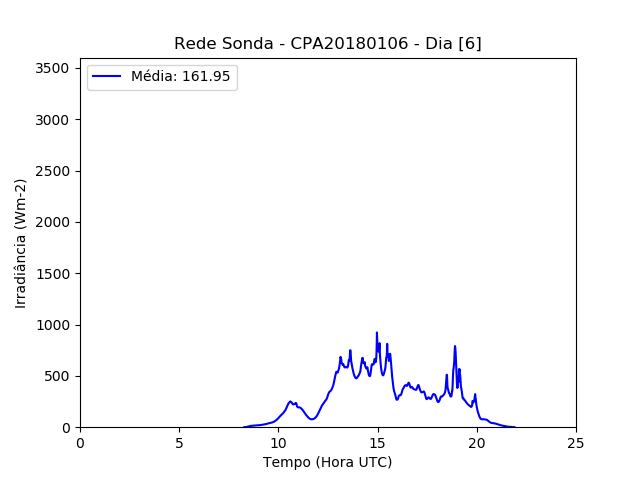 Rede Sonda - CPA20180106 - Dia [6]
Média: 161.95
3500
3000
2500
2000
1500
1000
500
0
Irradiância (Wm-2)
0 5 10 15 20 25
Tempo (Hora UTC)